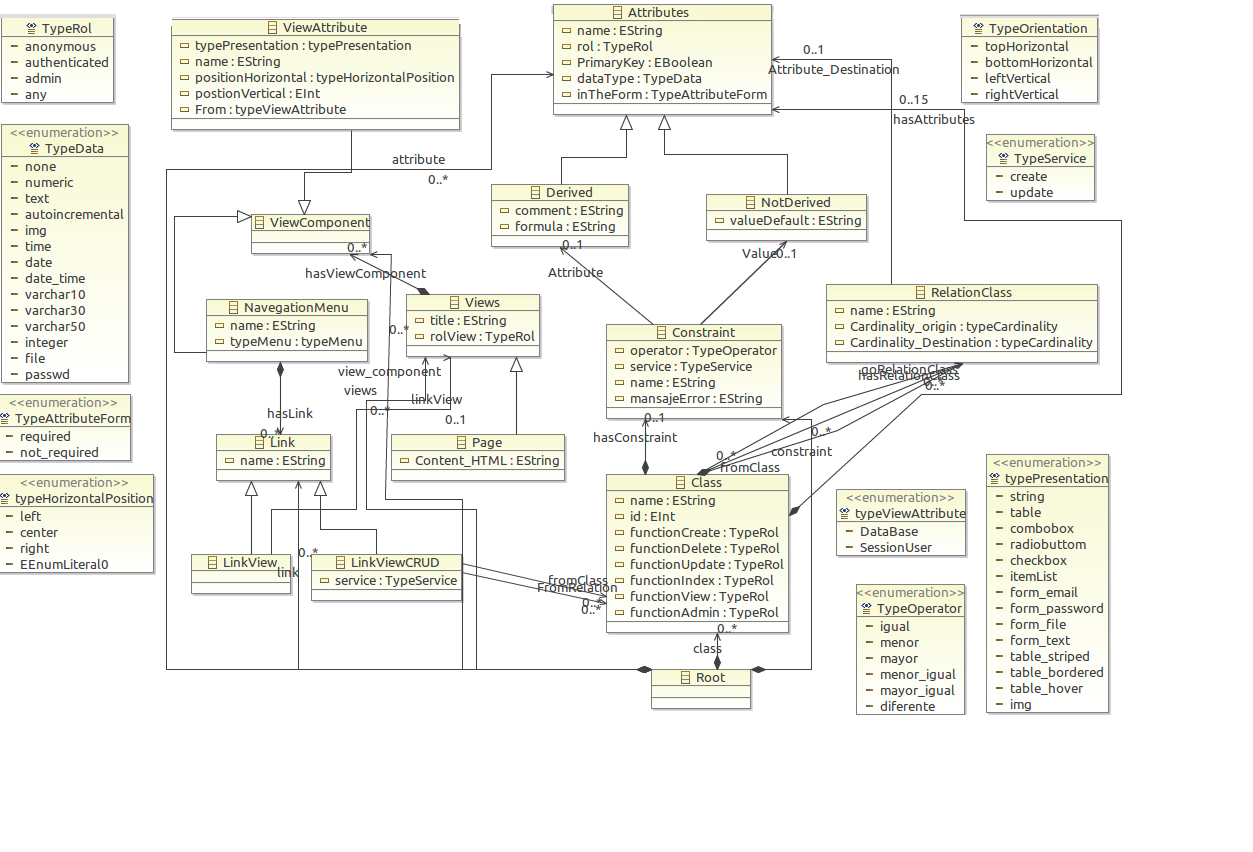 TypeRol
anonymous
authenticated
admin
any
ViewAttribute
typePresentation : typePresentation
name : EString
positionHorizontal : typeHorizontalPosition
postionVertical : EInt
From : typeViewAttribute
Attributes
name : EString
rol : TypeRol
PrimaryKey : EBoolean
dataType : TypeData
inTheForm : TypeAttributeForm
0..1
Attribute_Destination
0..15
hasAttributes
TypeOrientation
topHorizontal
bottomHorizontal
leftVertical
rightVertical
<<enumeration>>
TypeService
create
update
<<enumeration>>
TypeData
none
numeric
text
autoincremental
img
time
date
date_time
varchar10
varchar30
varchar50
integer
file
passwd
attribute
0..*
Derived
comment : EString
formula : EString
0..1
Attribute
NotDerived
valueDefault : EString
Value
0..1
ViewComponent
0..*
hasViewComponent
NavegationMenu
name : EString
typeMenu : typeMenu
Views
title : EString
rolView : TypeRol
0..*
view_component
views
0..*
linkView
0..1
Constraint
operator : TypeOperator
service : TypeService
name : EString
mansajeError : EString
RelationClass
name : EString
Cardinality_origin : typeCardinality
Cardinality_Destination : typeCardinality
goRelationClass
hasRelationClass
0..*
0..*
<<enumeration>>
TypeAttributeForm
required
not_required
hasLink
0..*
Link
name : EString
Page
Content_HTML : EString
0..1
hasConstraint
0..*
constraint
0..*
fromClass
Class
name : EString
id : EInt
functionCreate : TypeRol
functionDelete : TypeRol
functionUpdate : TypeRol
functionIndex : TypeRol
functionView : TypeRol
functionAdmin : TypeRol
<<enumeration>>
typeHorizontalPosition
left
center
right
EEnumLiteral0
LinkView
0..*
link
LinkViewCRUD
service : TypeService
fromClass
FromRelation
0..*
0..*
0..*
class
Root
<<enumeration>>
typeViewAttribute
DataBase
SessionUser
<<enumeration>>
TypeOperator
igual
menor
mayor
menor_igual
mayor_igual
diferente
<<enumeration>>
typePresentation
string
table
combobox
radiobuttom
checkbox
itemList
form_email
form_password
form_file
form_text
table_striped
table_bordered
table_hover
img